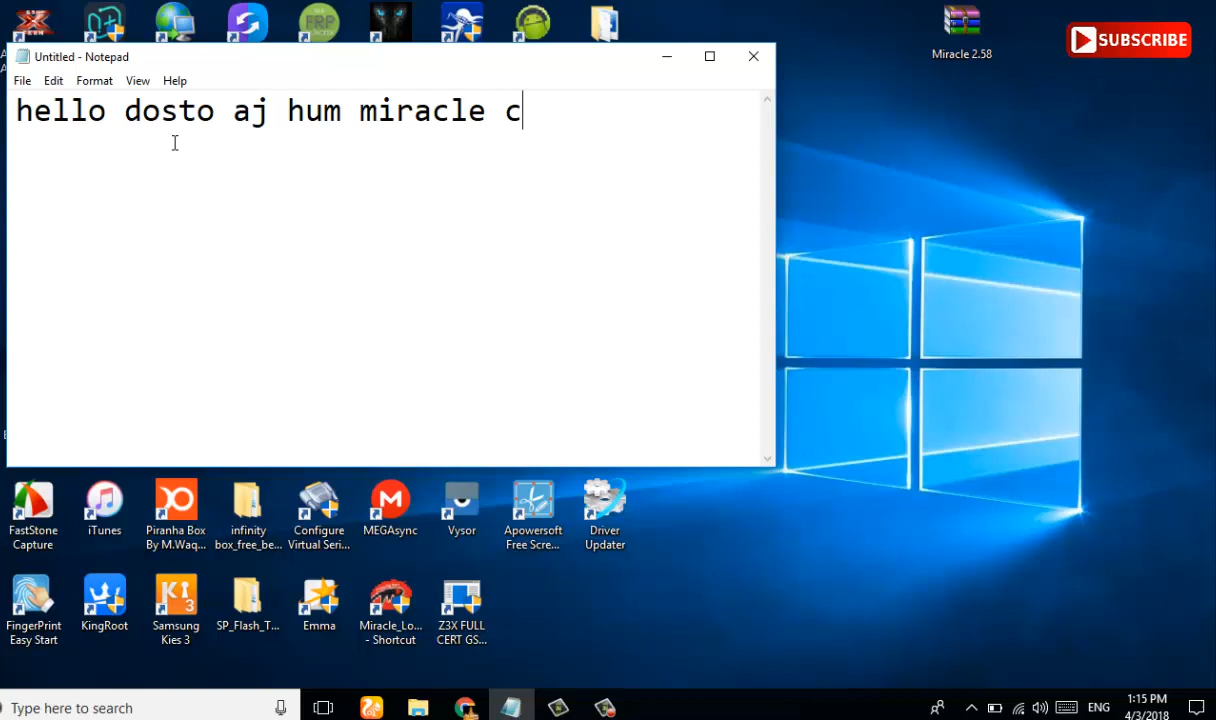 FRP
Miracle 2.58
SUBSCRIBE
Untitled - Notepad
File Edit Format View Help
hello dosto aj hum miracle c
FastStone Capture
iTunes
Piranha Box By M.Waq...
infinity box_free_be...
Configure Virtual Seri...
MEGAsync
Vysor
Apowersoft Free Scre...
Driver Updater
FingerPrint Easy Start
KingRoot
Samsung Kies 3
SP_Flash_T...
Emma
Miracle_Lo... - Shortcut
Z3X FULL CERT GS...
Type here to search
ENG
1:15 PM
4/3/2018